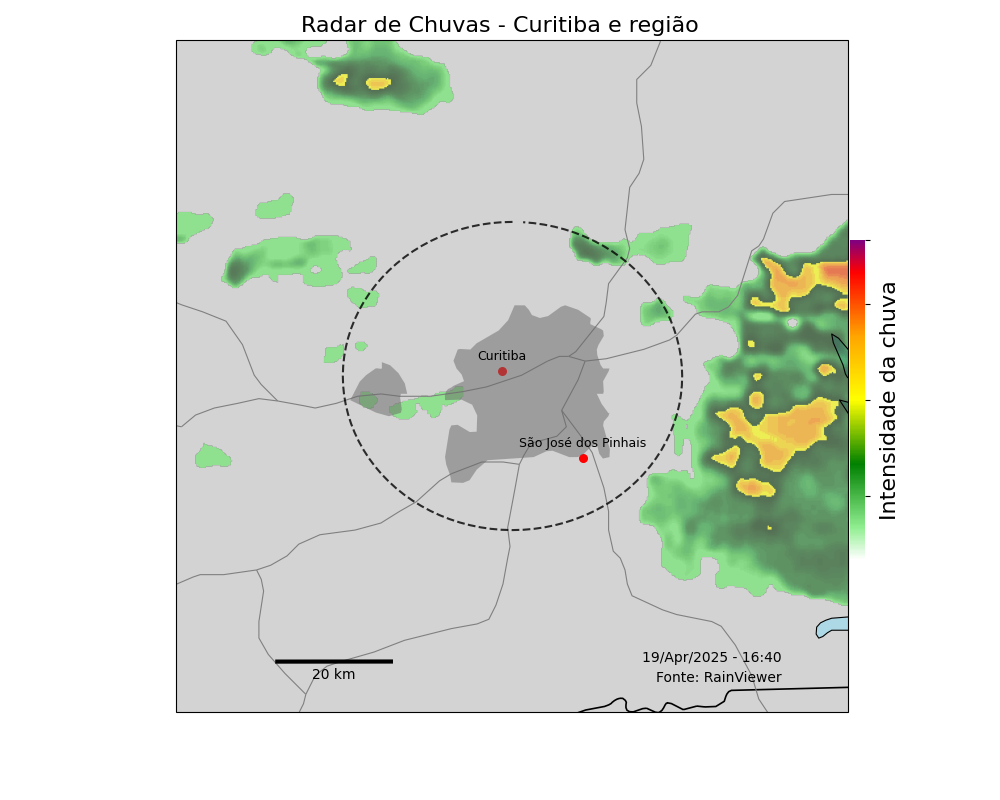 Radar de Chuvas - Curitiba e região
Curitiba
São José dos Pinhais
Intensidade da chuva
20 km
19/Apr/2025 - 16:40
Fonte: RainViewer